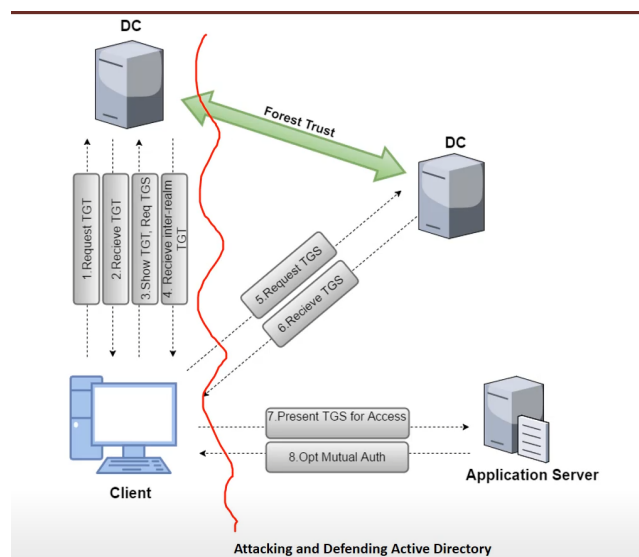 DC
Forest Trust
DC
1.Request TGT
2.Recieve TGT
3.Show TGT, Req TGS
4. Recieve inter-realm
TGT
5.Request TGS
6.Recieve TGS
7.Present TGS for Access
8.Opt Mutual Auth
Client
Application Server
Attacking and Defending Active Directory